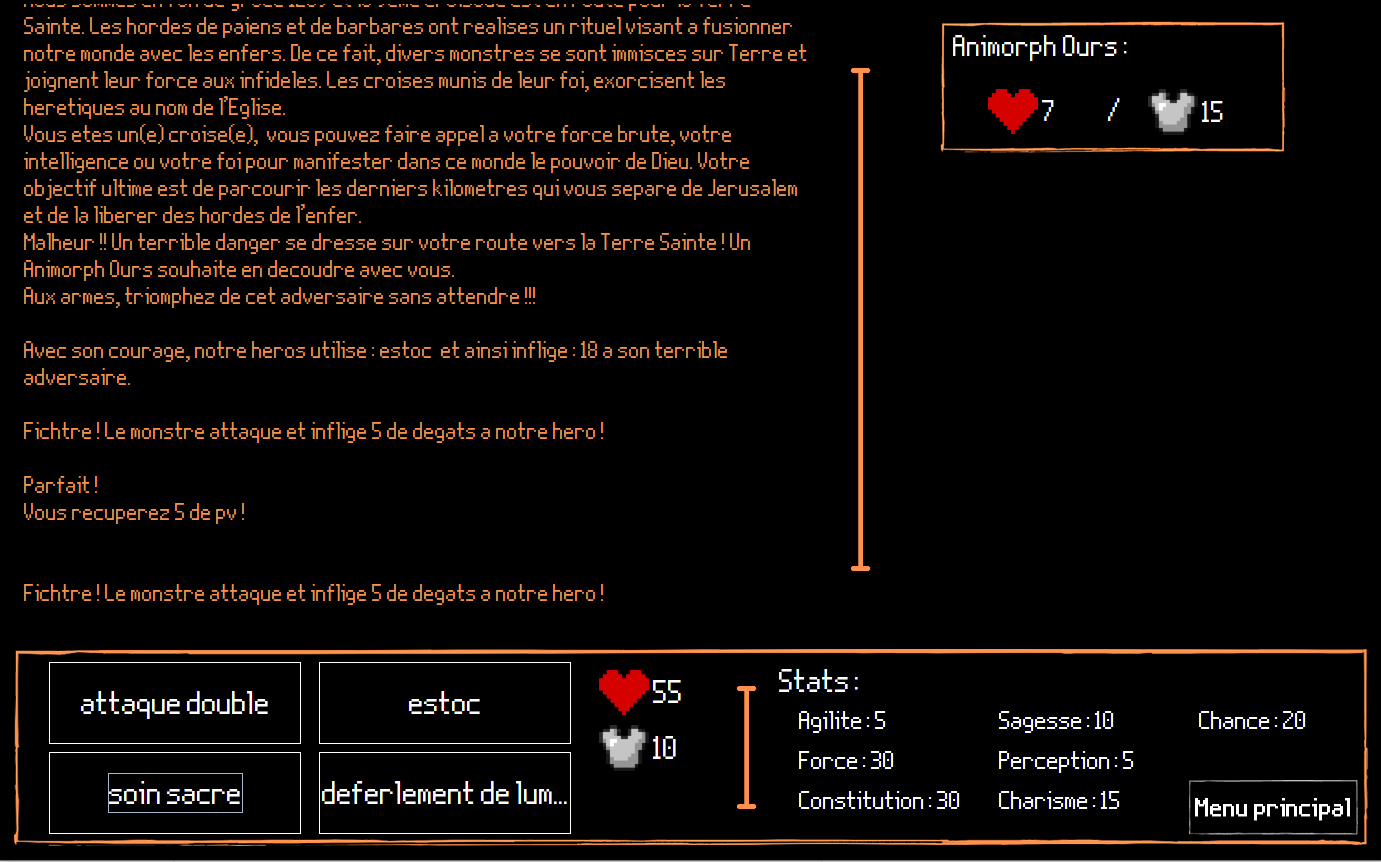 Sainte. Les hordes de paiens et de barbares ont realises un rituel visant a fusionner
notre monde avec les enfers. De ce fait, divers monstres se sont immisces sur Terre et
joignent leur force aux infideles. Les croises munis de leur foi, exorcisent les
heretiques au nom de l'Eglise.
Vous etes un(e) croise(e), vous pouvez faire appel a votre force brute, votre
intelligence ou votre foi pour manifester dans ce monde le pouvoir de Dieu. Votre
objectif ultime est de parcourir les derniers kilometres qui vous separe de Jerusalem
et de la liberer des hordes de l'enfer.
Malheur !! Un terrible danger se dresse sur votre route vers la Terre Sainte ! Un
Animorph Ours souhaite en decoudre avec vous.
Aux armes, triomphez de cet adversaire sans attendre !!!
Avec son courage, notre heros utilise : estoc et ainsi inflige : 18 a son terrible
adversaire.
Fichtre ! Le monstre attaque et inflige 5 de degats a notre hero !
Parfait !
Vous recuperez 5 de pv !
Fichtre ! Le monstre attaque et inflige 5 de degats a notre hero !
Animorph Ours :
7 / 15
attaque double
estoc
soin sacre
deferlement de lum...
55
10
Stats :
Agilite : 5
Sagesse : 10
Chance : 20
Force : 30
Perception : 5
Constitution : 30
Charisme : 15
Menu principal